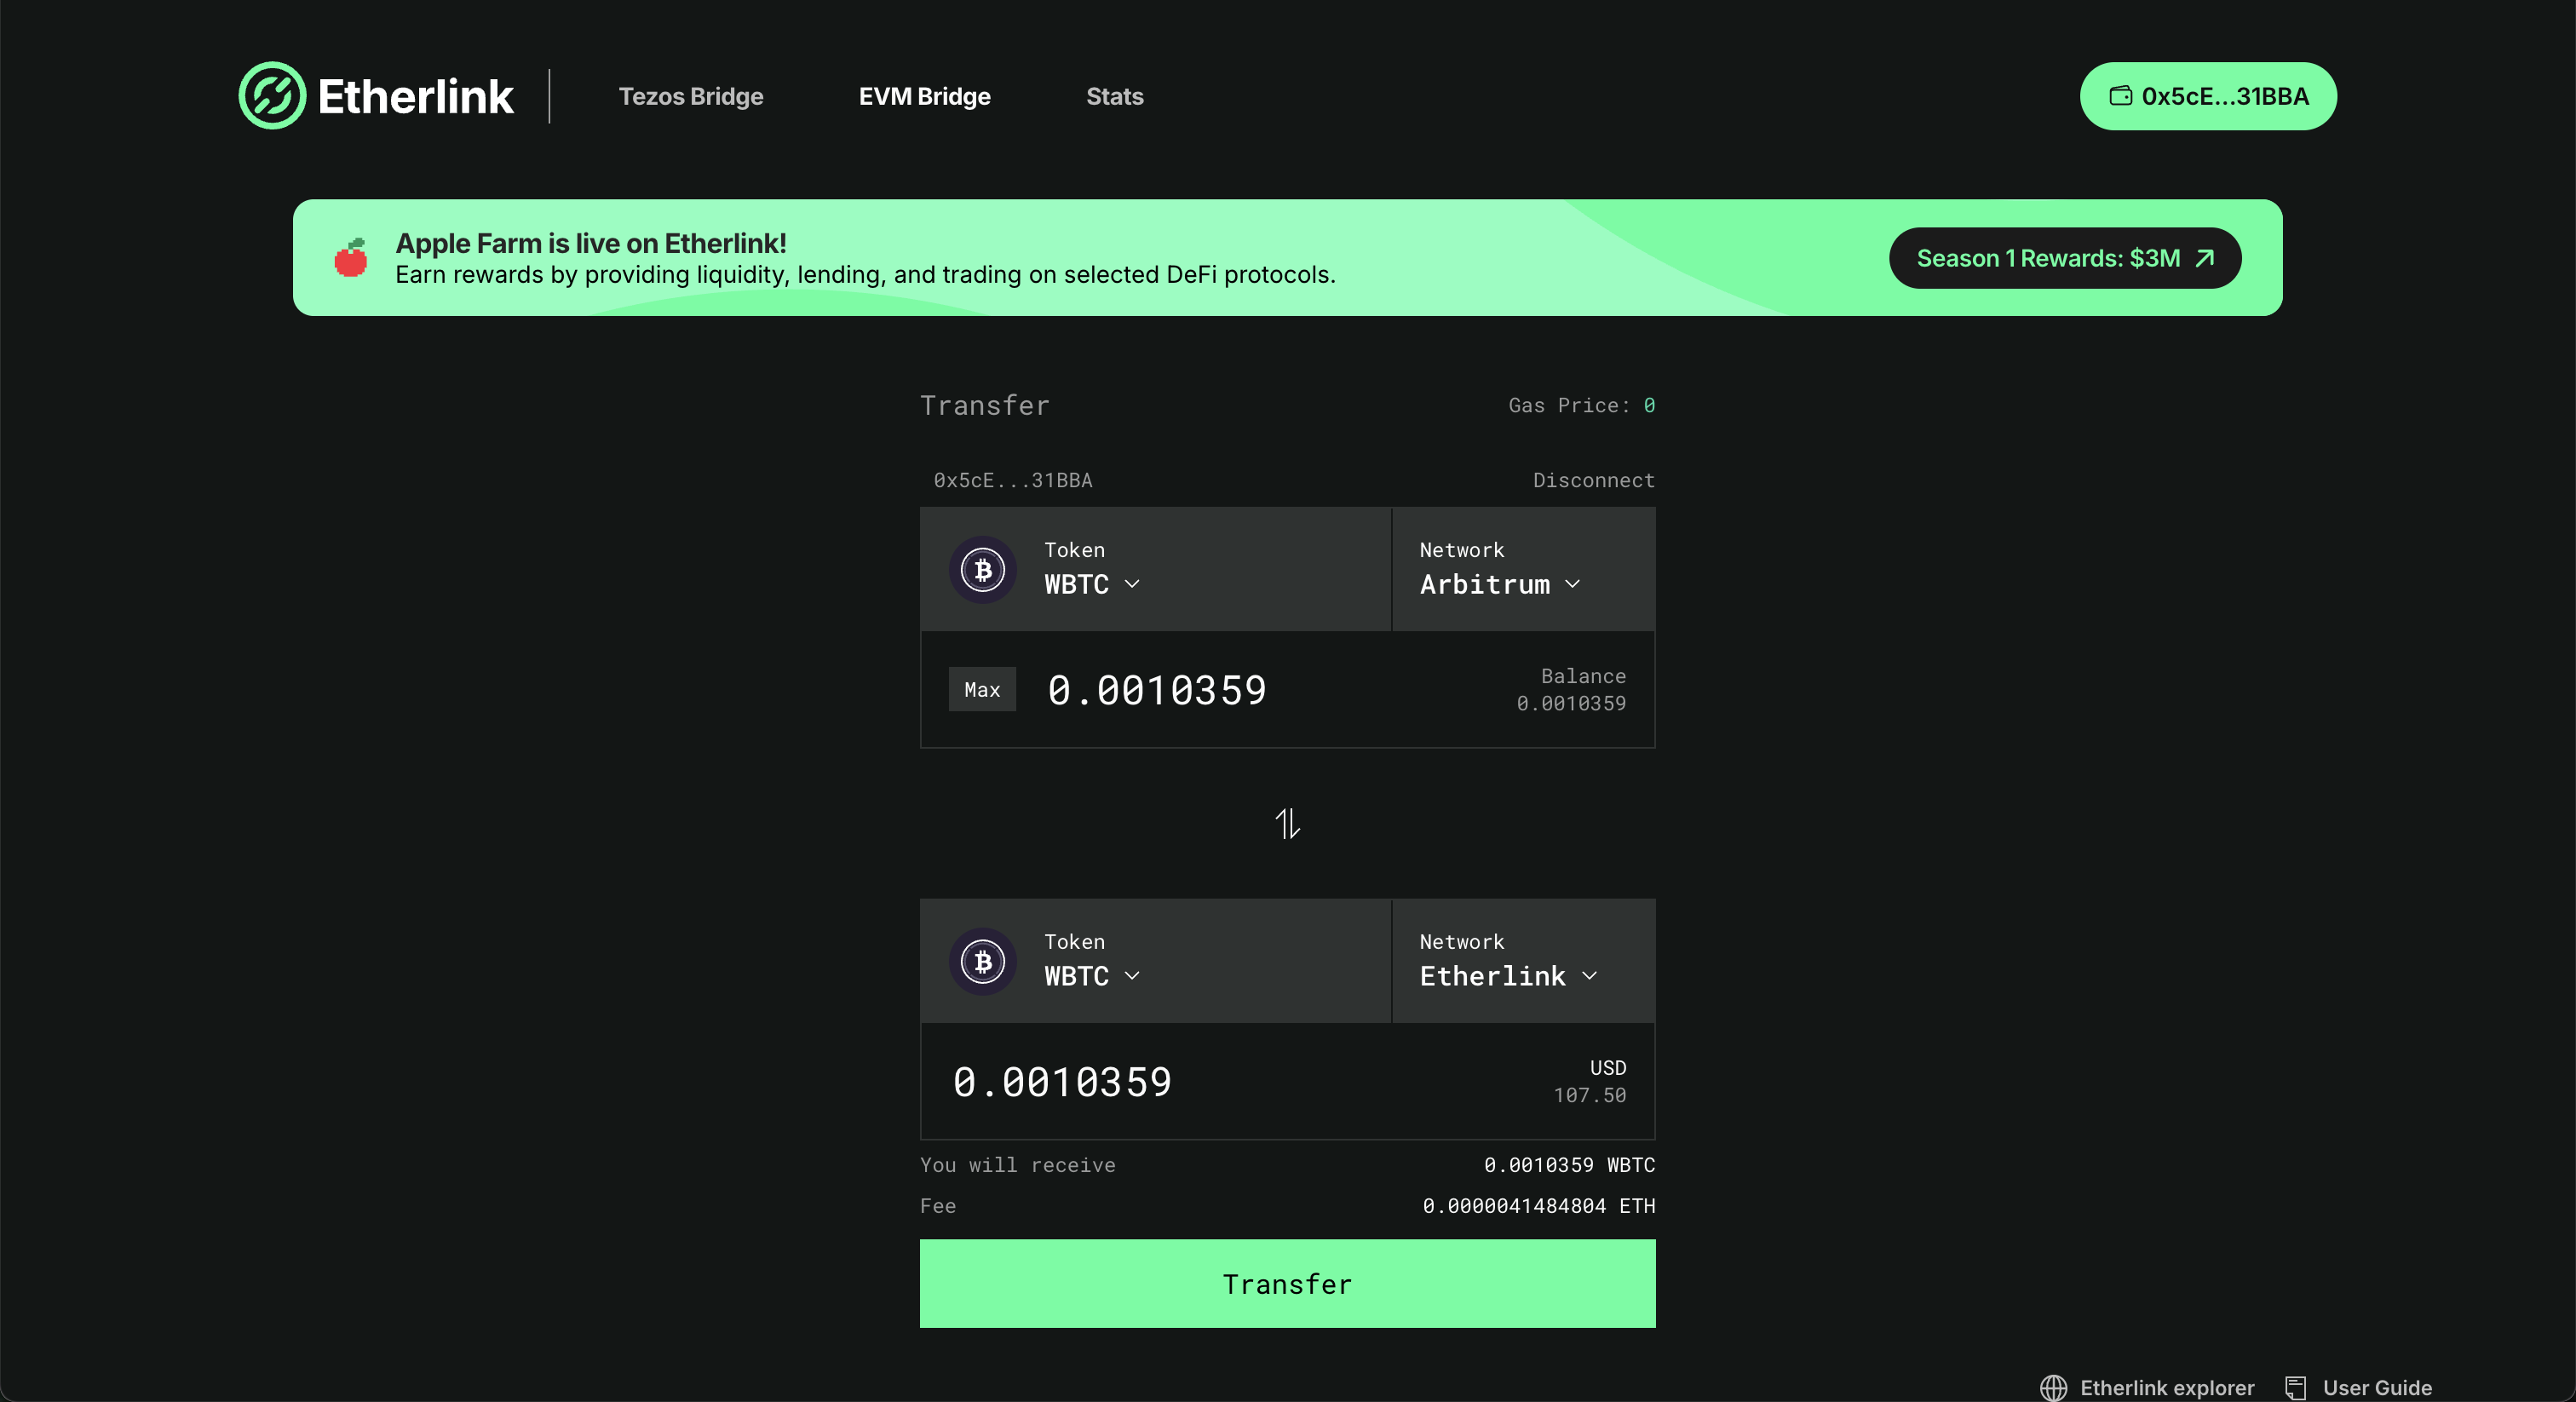 Etherlink
Tezos Bridge
EVM Bridge
Stats
0x5cE...31BBA
Apple Farm is live on Etherlink!
Earn rewards by providing liquidity, lending, and trading on selected DeFi protocols.
Season 1 Rewards: $3M
Transfer
Gas Price: 0
0x5cE...31BBA
Disconnect
Token
WBTC
Network
Arbitrum
Max
0.0010359
Balance
0.0010359
Token
WBTC
Network
Etherlink
0.0010359
USD
107.50
You will receive
0.0010359 WBTC
Fee
0.0000041484804 ETH
Transfer
Etherlink explorer
User Guide